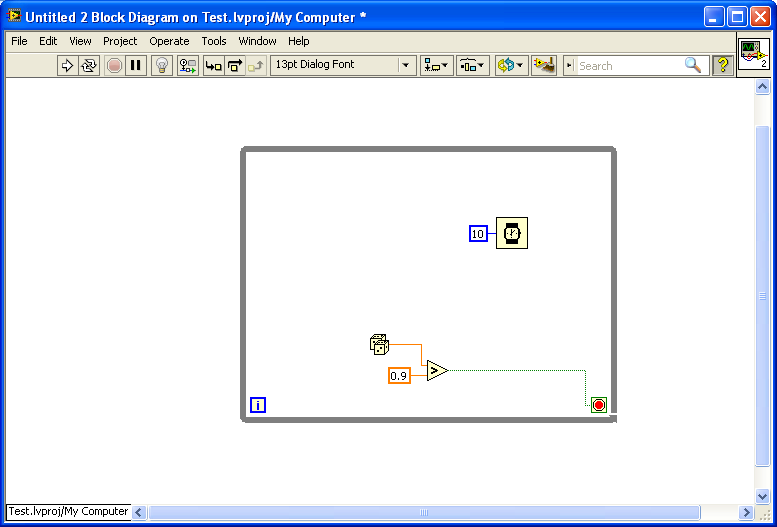 Untitled 2 Block Diagram on Test.lvproj/My Computer *
File Edit View Project Operate Tools Window Help
13pt Dialog Font Search ? 2
10
0.9 >
i
Test.lvproj/My Computer